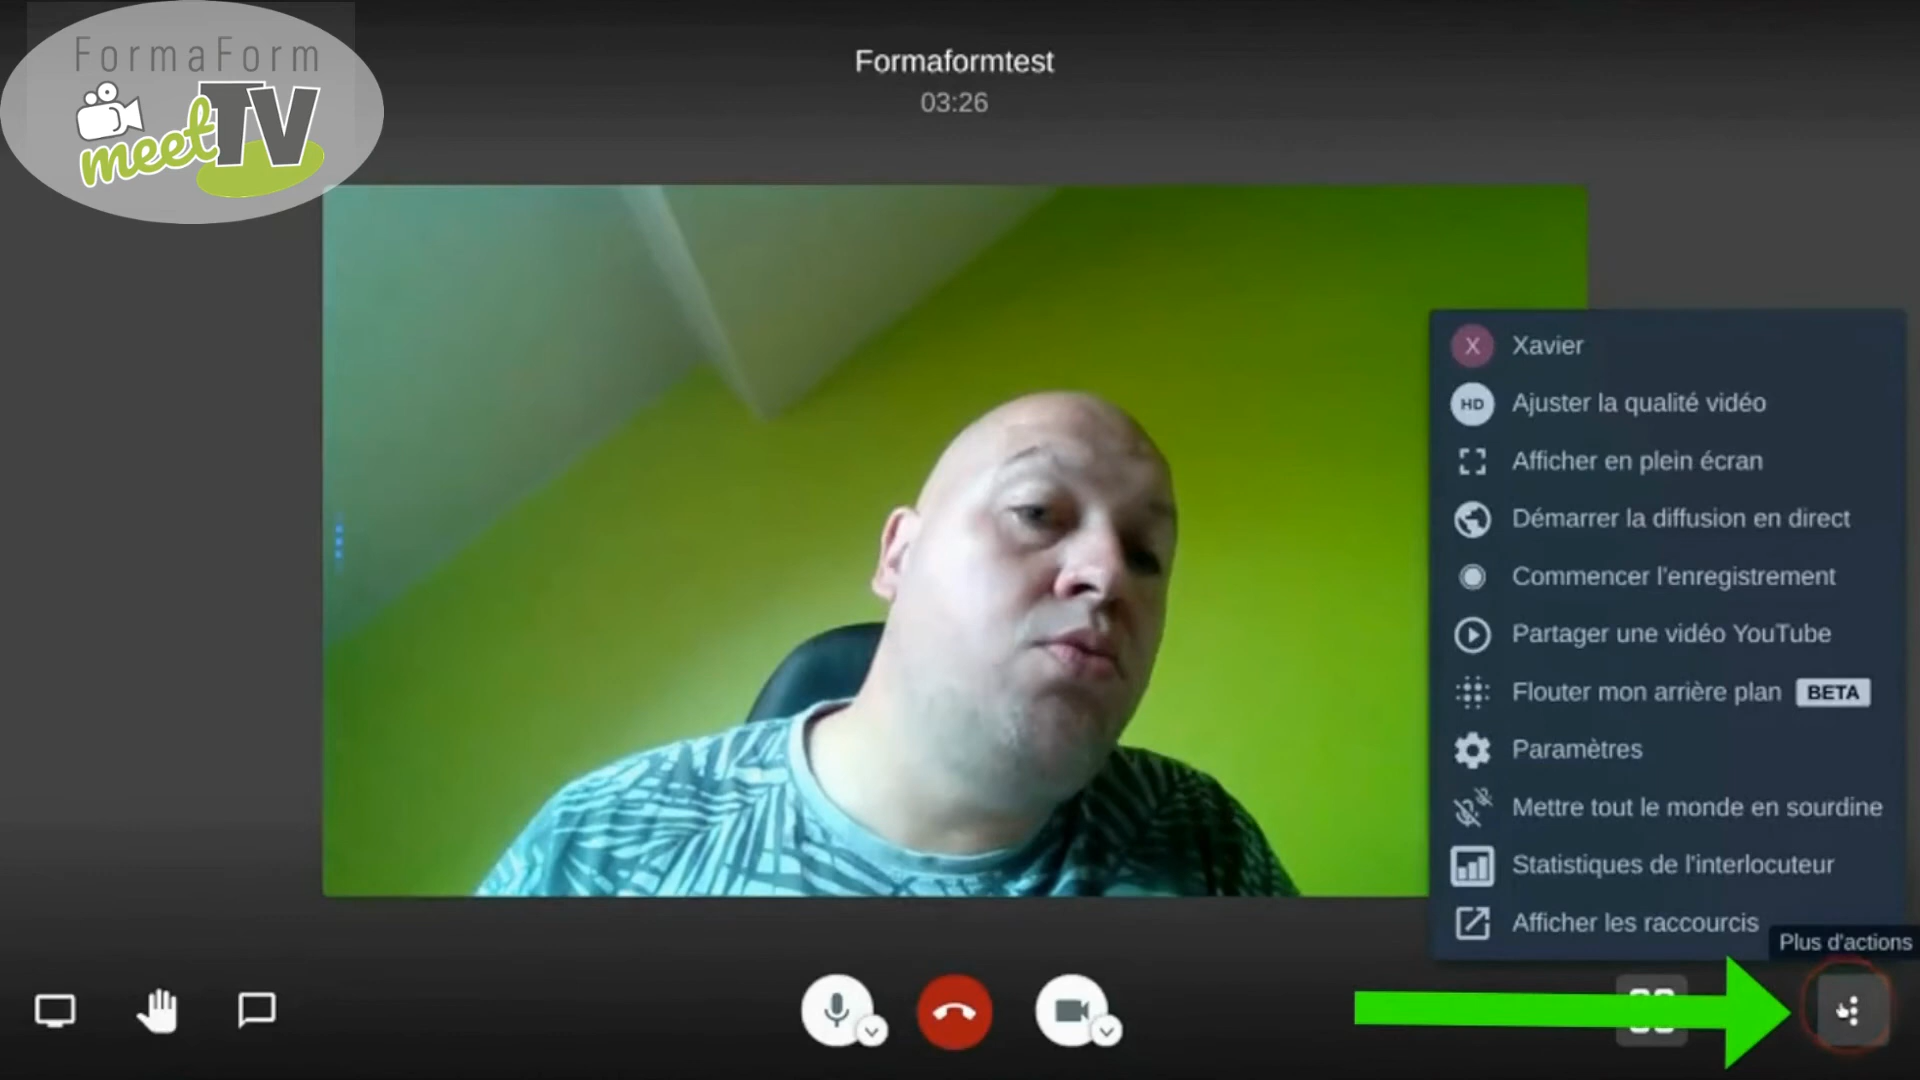 FormaForm
meetTV
Formaformtest
03:26
X Xavier
HD Ajuster la qualité vidéo
Afficher en plein écran
Démarrer la diffusion en direct
Commencer l'enregistrement
Partager une vidéo YouTube
Flouter mon arrière plan BETA
Paramètres
Mettre tout le monde en sourdine
Statistiques de l'interlocuteur
Afficher les raccourcis
Plus d'actions